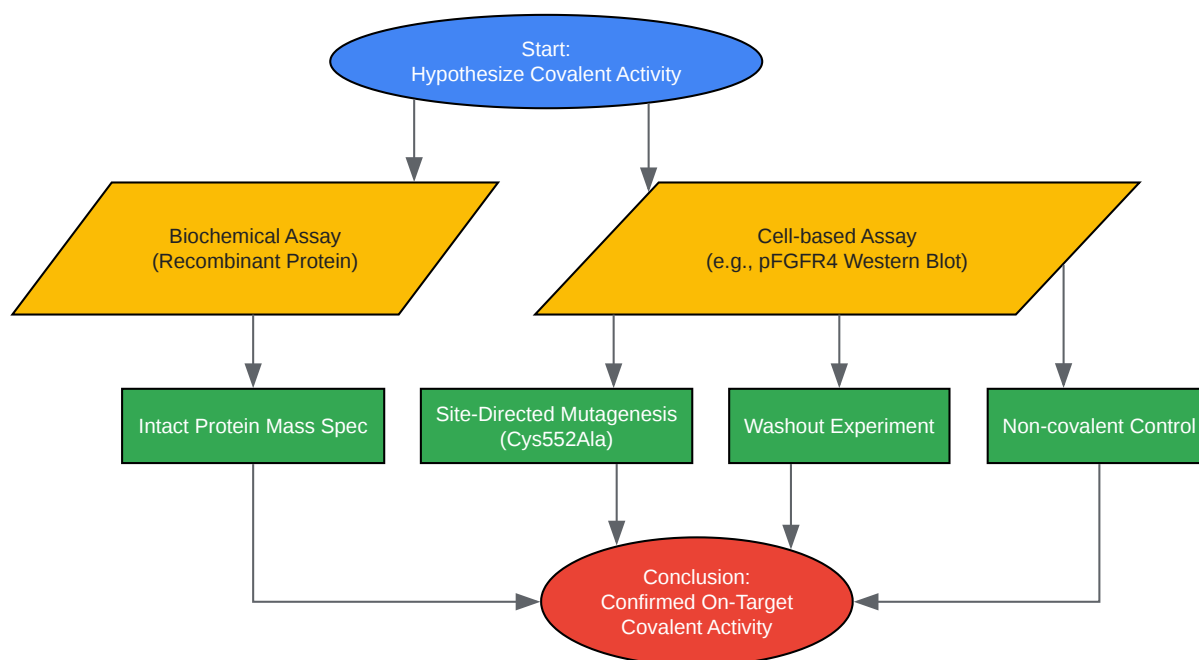 Start:
Hypothesize Covalent Activity
Biochemical Assay
(Recombinant Protein)
Cell-based Assay
(e.g., pFGFR4 Western Blot)
Intact Protein Mass Spec
Site-Directed Mutagenesis
(Cys552Ala)
Washout Experiment
Non-covalent Control
Conclusion:
Confirmed On-Target
Covalent Activity